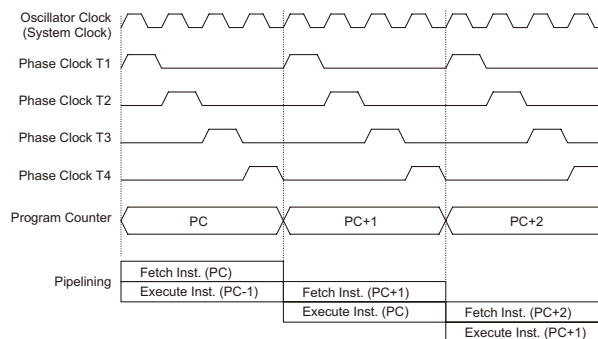 Oscillator Clock
(System Clock)
Phase Clock T1
Phase Clock T2
Phase Clock T3
Phase Clock T4
Program Counter
PC
PC+1
PC+2
Pipelining
Fetch Inst. (PC)
Execute Inst. (PC-1)
Fetch Inst. (PC+1)
Execute Inst. (PC)
Fetch Inst. (PC+2)
Execute Inst. (PC+1)